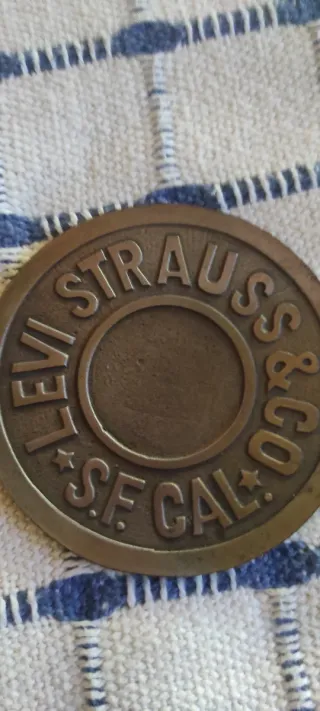 LEVI STRAUSS & CO
★ S.F. CAL. ★